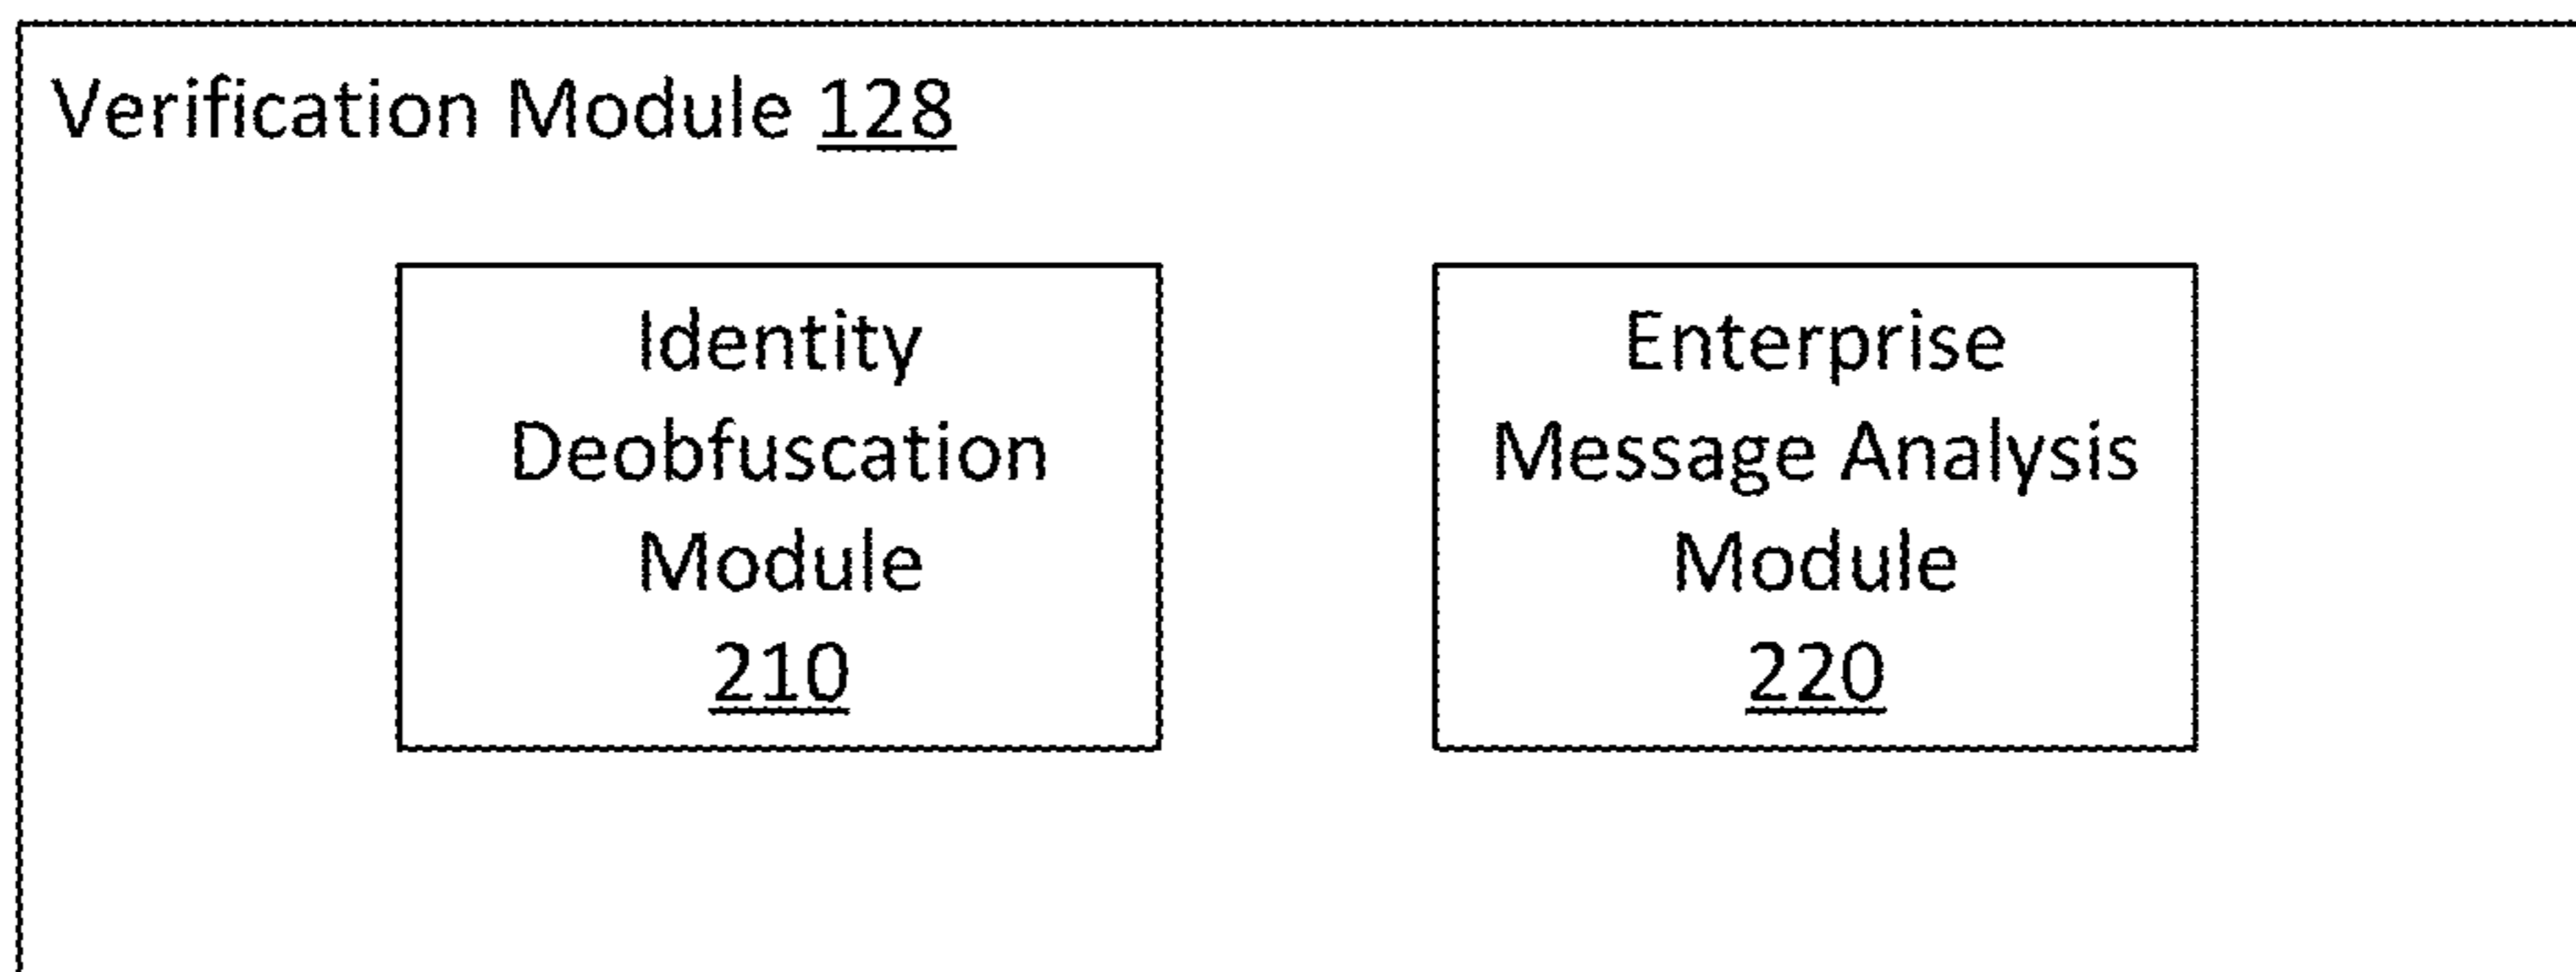 Verification Module 128
Identity
Deobfuscation
Module
210
Enterprise
Message Analysis
Module
220